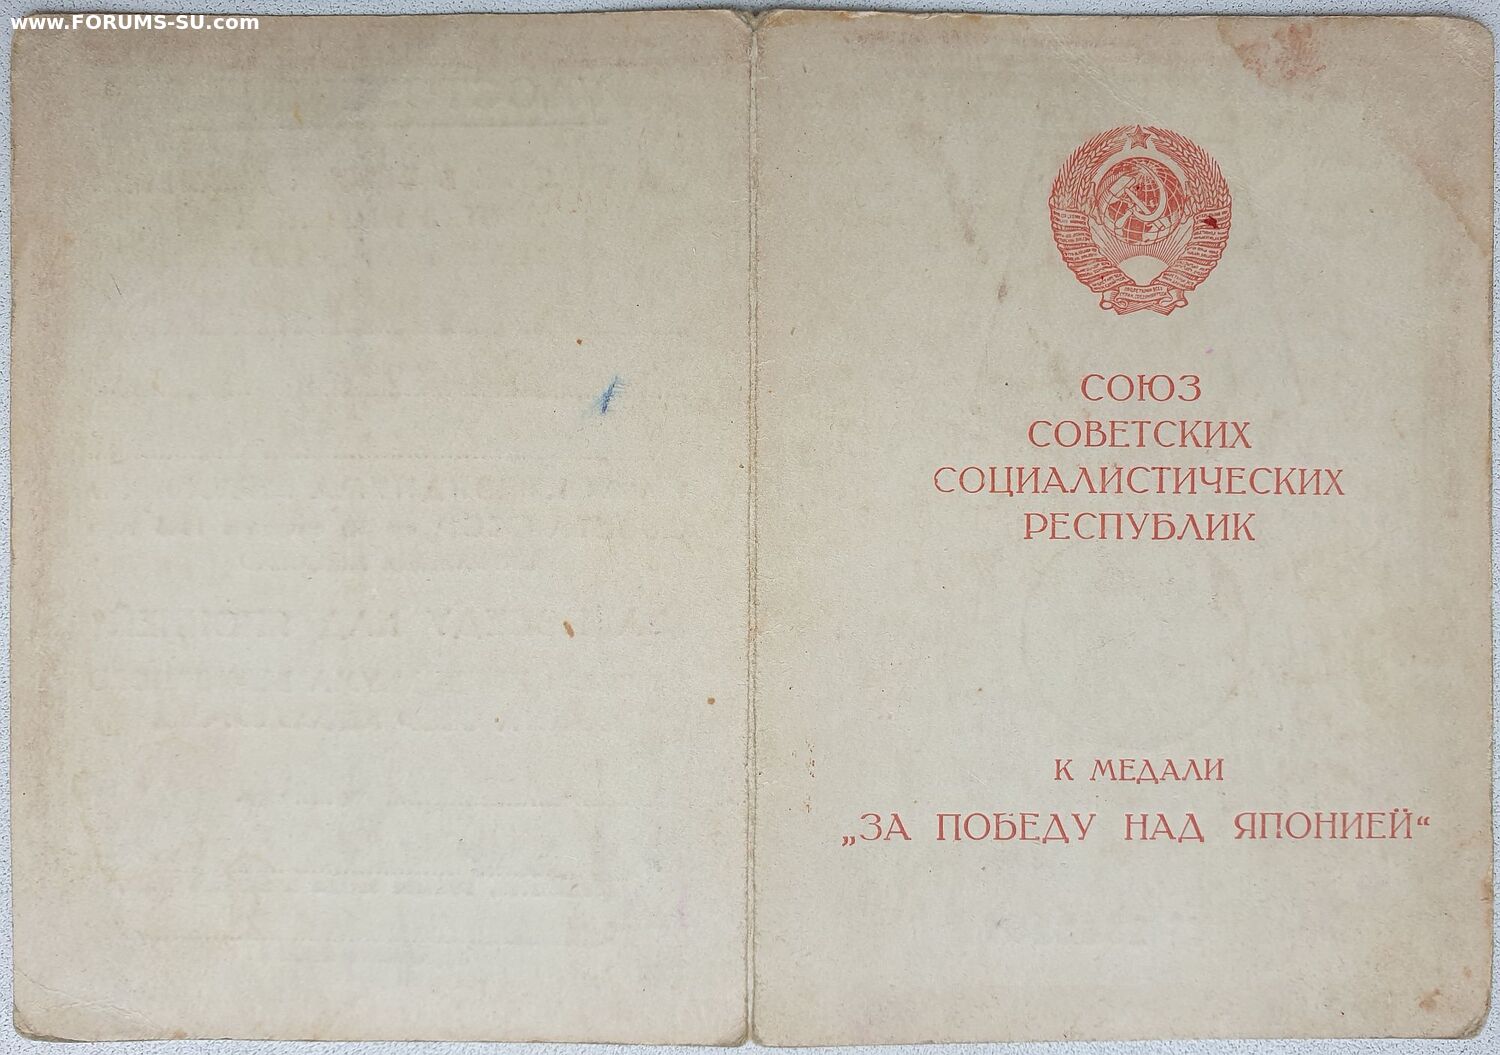 www.FORUMS-SU.com
СОЮЗ
СОВЕТСКИХ
СОЦИАЛИСТИЧЕСКИХ
РЕСПУБЛИК
К МЕДАЛИ
„ЗА ПОБЕДУ НАД ЯПОНИЕЙ“